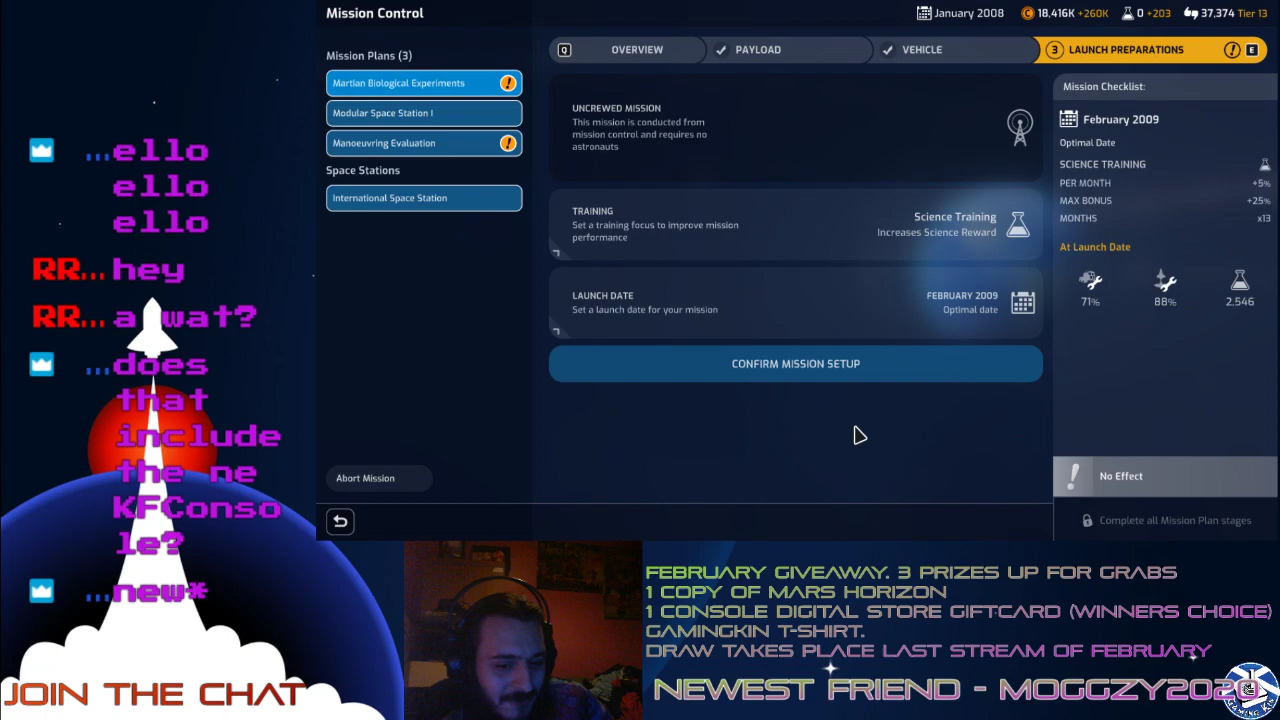 Mission Control
January 2008
18,416K +260K
0 +203
37,374 Tier 13
Mission Plans (3)
Martian Biological Experiments
Modular Space Station I
Manoeuvring Evaluation
Space Stations
International Space Station
Abort Mission
Q
OVERVIEW
PAYLOAD
VEHICLE
3
LAUNCH PREPARATIONS
E
UNCREWED MISSION
This mission is conducted from
mission control and requires no
astronauts
TRAINING
Set a training focus to improve mission
performance
Science Training
Increases Science Reward
LAUNCH DATE
Set a launch date for your mission
FEBRUARY 2009
Optimal date
CONFIRM MISSION SETUP
Mission Checklist:
February 2009
Optimal Date
SCIENCE TRAINING
PER MONTH +5%
MAX BONUS +25%
MONTHS x13
At Launch Date
71% 88% 2,546
No Effect
Complete all Mission Plan stages
...ello
ello
ello
RR...hey
RR...a wat?
...does
that
include
the ne
KFConso
le?
...new*
JOIN THE CHAT
FEBRUARY GIVEAWAY. 3 PRIZES UP FOR GRABS
1 COPY OF MARS HORIZON
1 CONSOLE DIGITAL STORE GIFTCARD (WINNERS CHOICE)
GAMINGKIN T-SHIRT.
DRAW TAKES PLACE LAST STREAM OF FEBRUARY
NEWEST FRIEND - MOGGZY2020